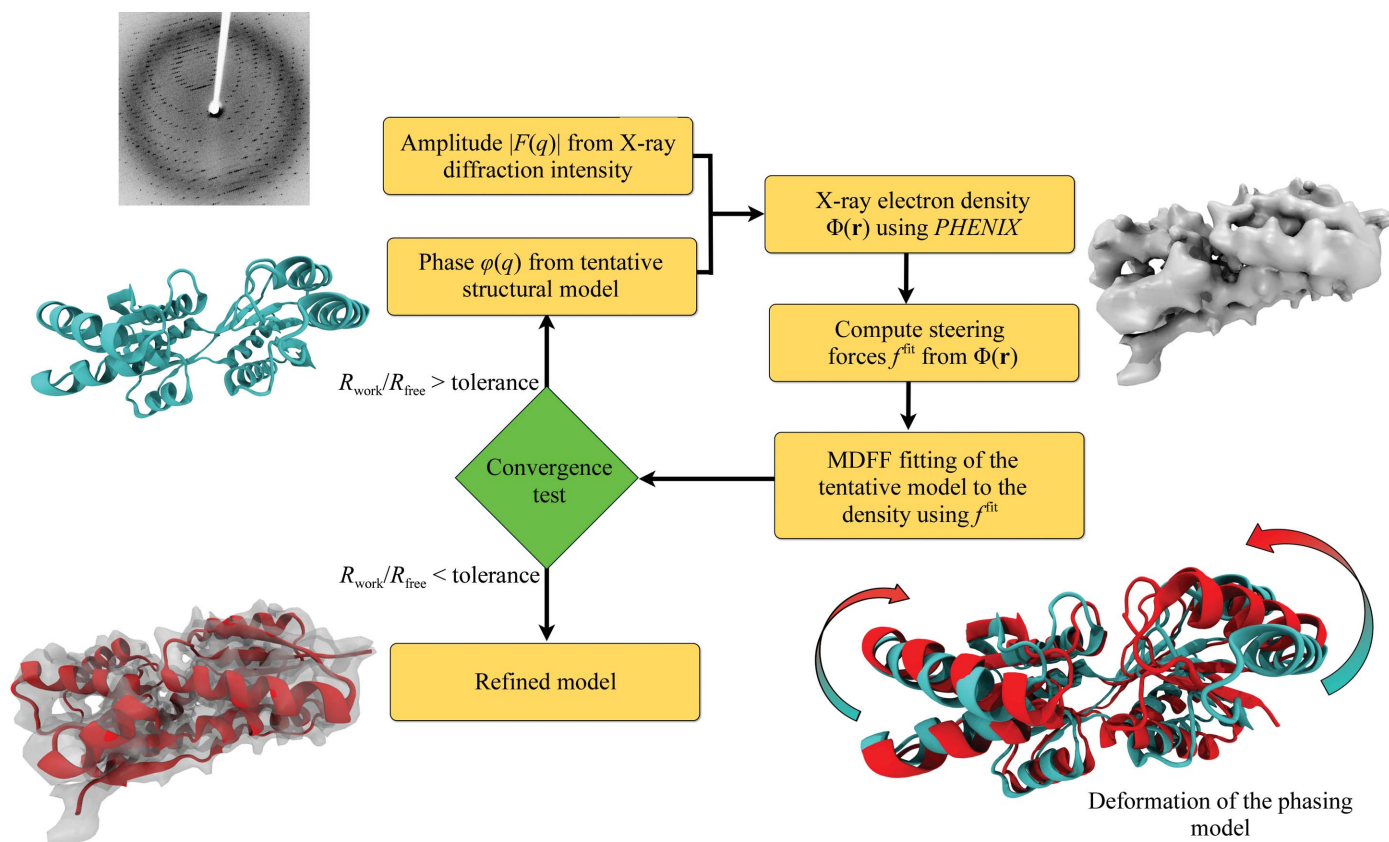 Amplitude |F(q)| from X-ray
diffraction intensity
Phase φ(q) from tentative
structural model
X-ray electron density
Φ(r) using PHENIX
Compute steering
forces f^fit from Φ(r)
MDFF fitting of the
tentative model to the
density using f^fit
R_work/R_free > tolerance
Convergence
test
R_work/R_free < tolerance
Refined model
Deformation of the phasing
model